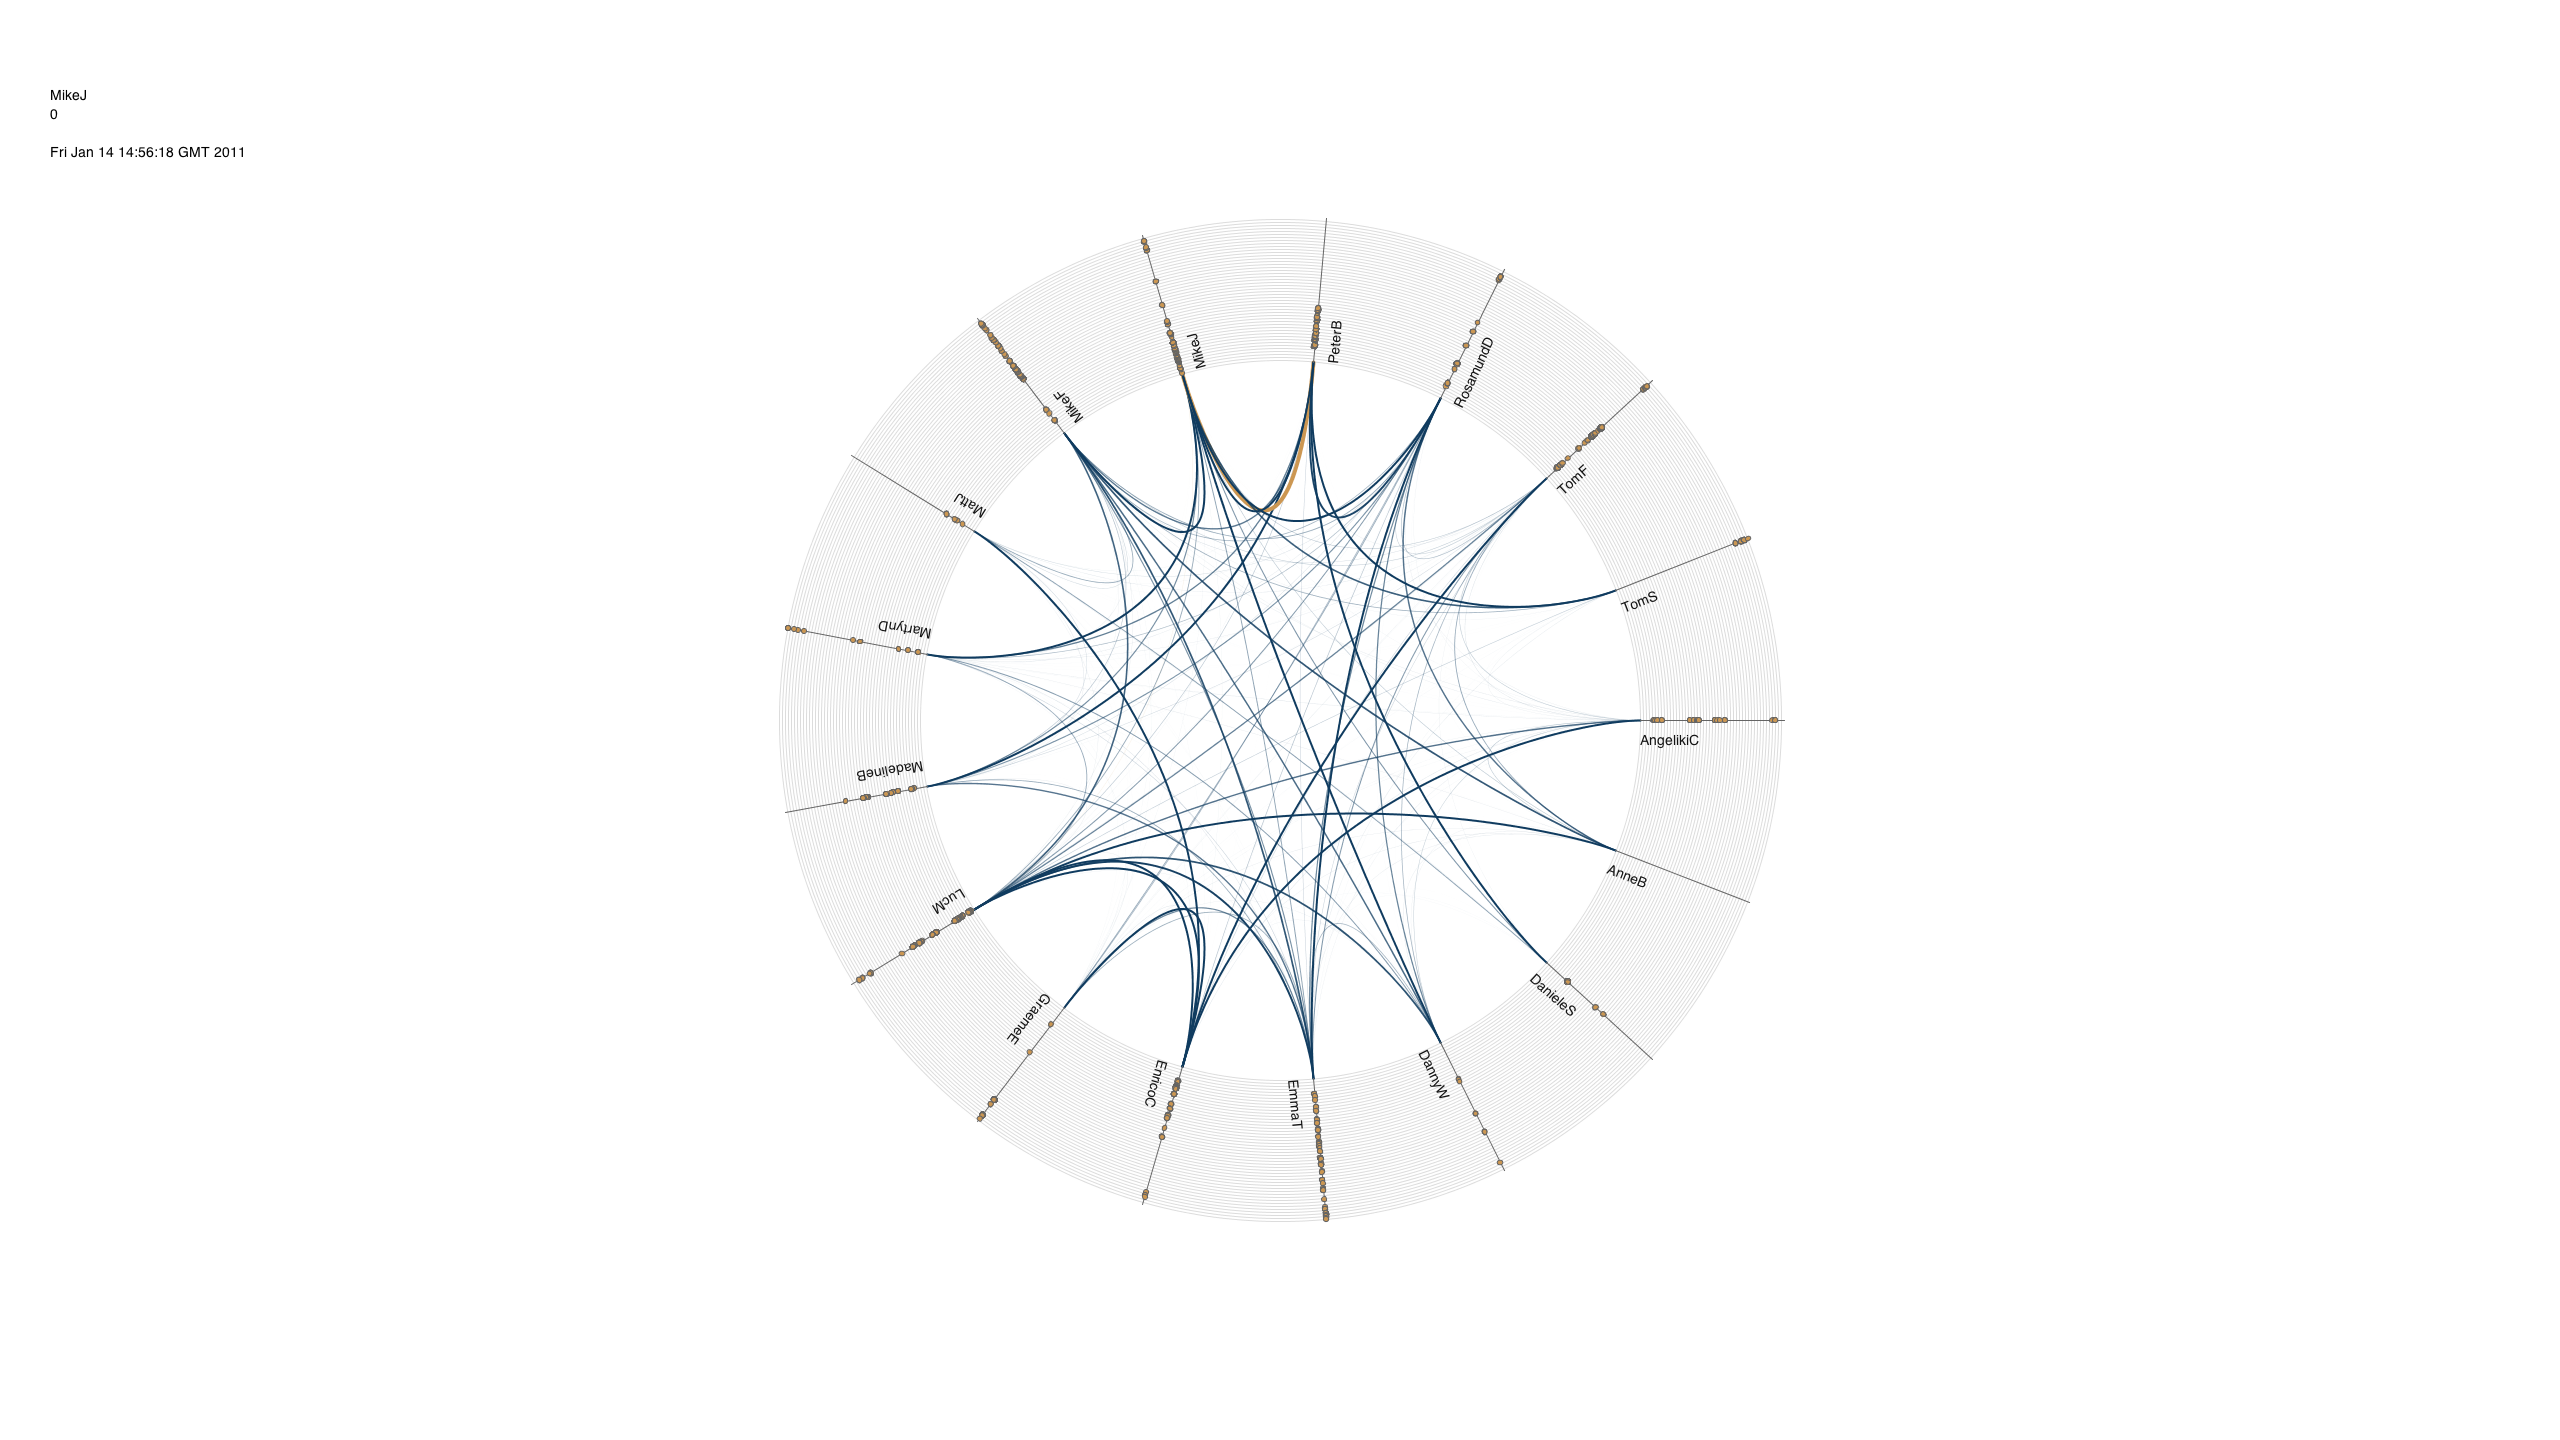 MikeJ
0
Fri Jan 14 14:56:18 GMT 2011
PeterB
RosamundD
TomF
TomS
AngelikiC
AnneB
DanieleS
DannyW
EmmaT
EnricoC
GraemeE
LucM
MadelineB
MartynD
MattJ
MikeF
MikeJ